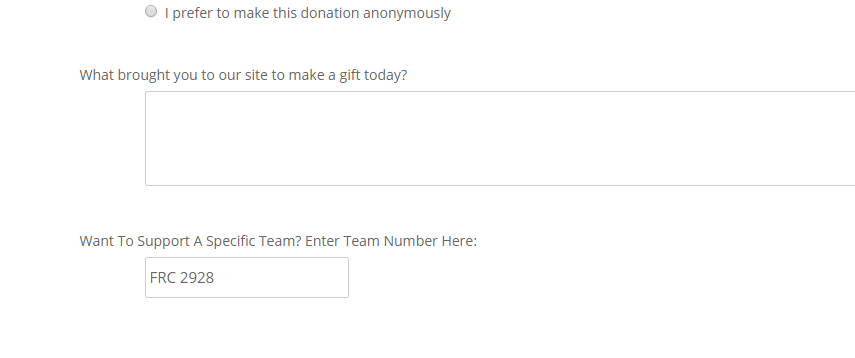 I prefer to make this donation anonymously
What brought you to our site to make a gift today?
Want To Support A Specific Team? Enter Team Number Here:
FRC 2928